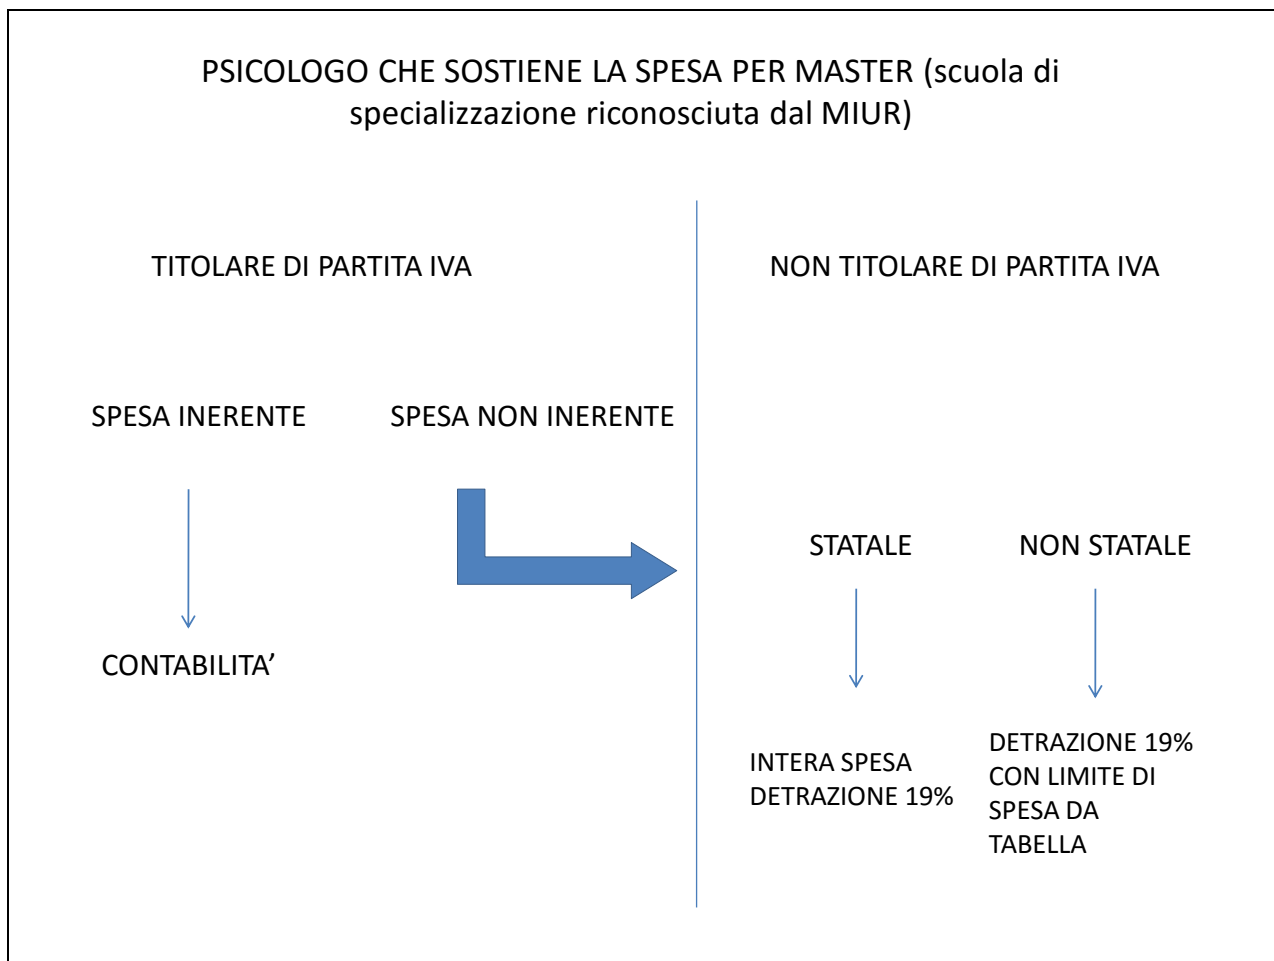 PSICOLOGO CHE SOSTIENE LA SPESA PER MASTER (scuola di
specializzazione riconosciuta dal MIUR)
TITOLARE DI PARTITA IVA
NON TITOLARE DI PARTITA IVA
SPESA INERENTE
SPESA NON INERENTE
CONTABILITA’
STATALE
NON STATALE
INTERA SPESA
DETRAZIONE 19%
DETRAZIONE 19%
CON LIMITE DI
SPESA DA
TABELLA